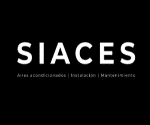 SIACES
Aires acondicionados | Instalación | Mantenimiento